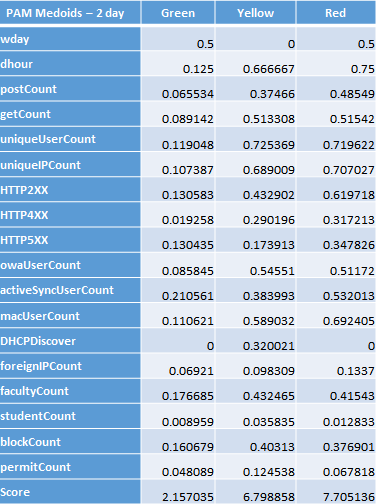 PAM Medoids – 2 day Green Yellow Red
wday 0.5 0 0.5
dhour 0.125 0.666667 0.75
postCount 0.065534 0.37466 0.48549
getCount 0.089142 0.513308 0.51542
uniqueUserCount 0.119048 0.725369 0.719622
uniqueIPCount 0.107387 0.689009 0.707027
HTTP2XX 0.130583 0.432902 0.619718
HTTP4XX 0.019258 0.290196 0.317213
HTTP5XX 0.130435 0.173913 0.347826
owaUserCount 0.085845 0.54551 0.51172
activeSyncUserCount 0.210561 0.383993 0.532013
macUserCount 0.110621 0.589032 0.692405
DHCPDiscover 0 0.320021 0
foreignIPCount 0.06921 0.098309 0.1337
facultyCount 0.176685 0.432465 0.41543
studentCount 0.008959 0.035835 0.012833
blockCount 0.160679 0.40313 0.376901
permitCount 0.048089 0.124538 0.067818
Score 2.157035 6.798858 7.705136